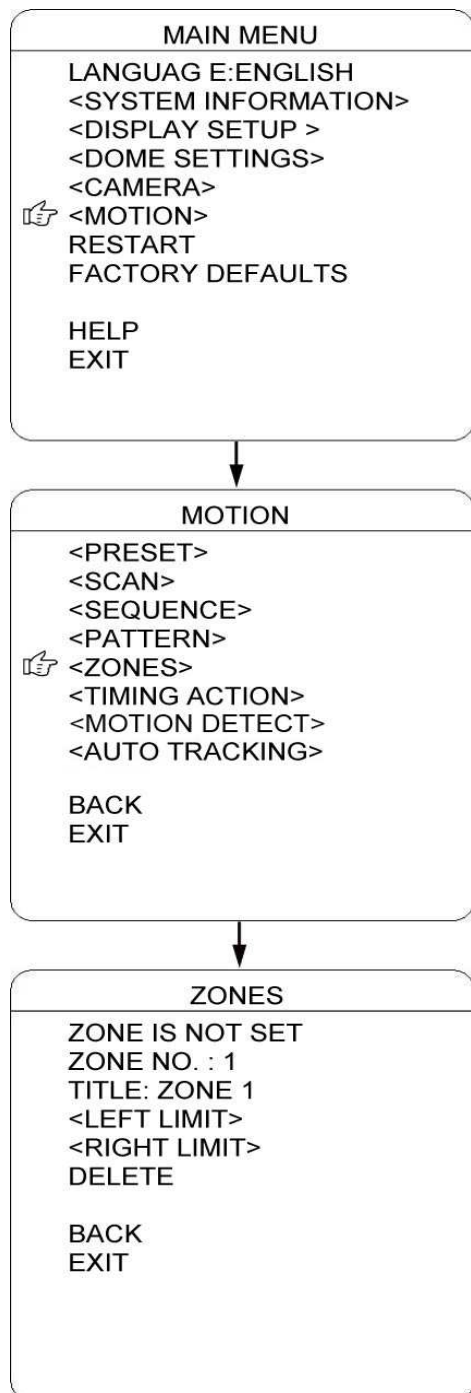 MAIN MENU
LANGUAG E:ENGLISH
<SYSTEM INFORMATION>
<DISPLAY SETUP >
<DOME SETTINGS>
<CAMERA>
<MOTION>
RESTART
FACTORY DEFAULTS
HELP
EXIT
MOTION
<PRESET>
<SCAN>
<SEQUENCE>
<PATTERN>
<ZONES>
<TIMING ACTION>
<MOTION DETECT>
<AUTO TRACKING>
BACK
EXIT
ZONES
ZONE IS NOT SET
ZONE NO. : 1
TITLE: ZONE 1
<LEFT LIMIT>
<RIGHT LIMIT>
DELETE
BACK
EXIT